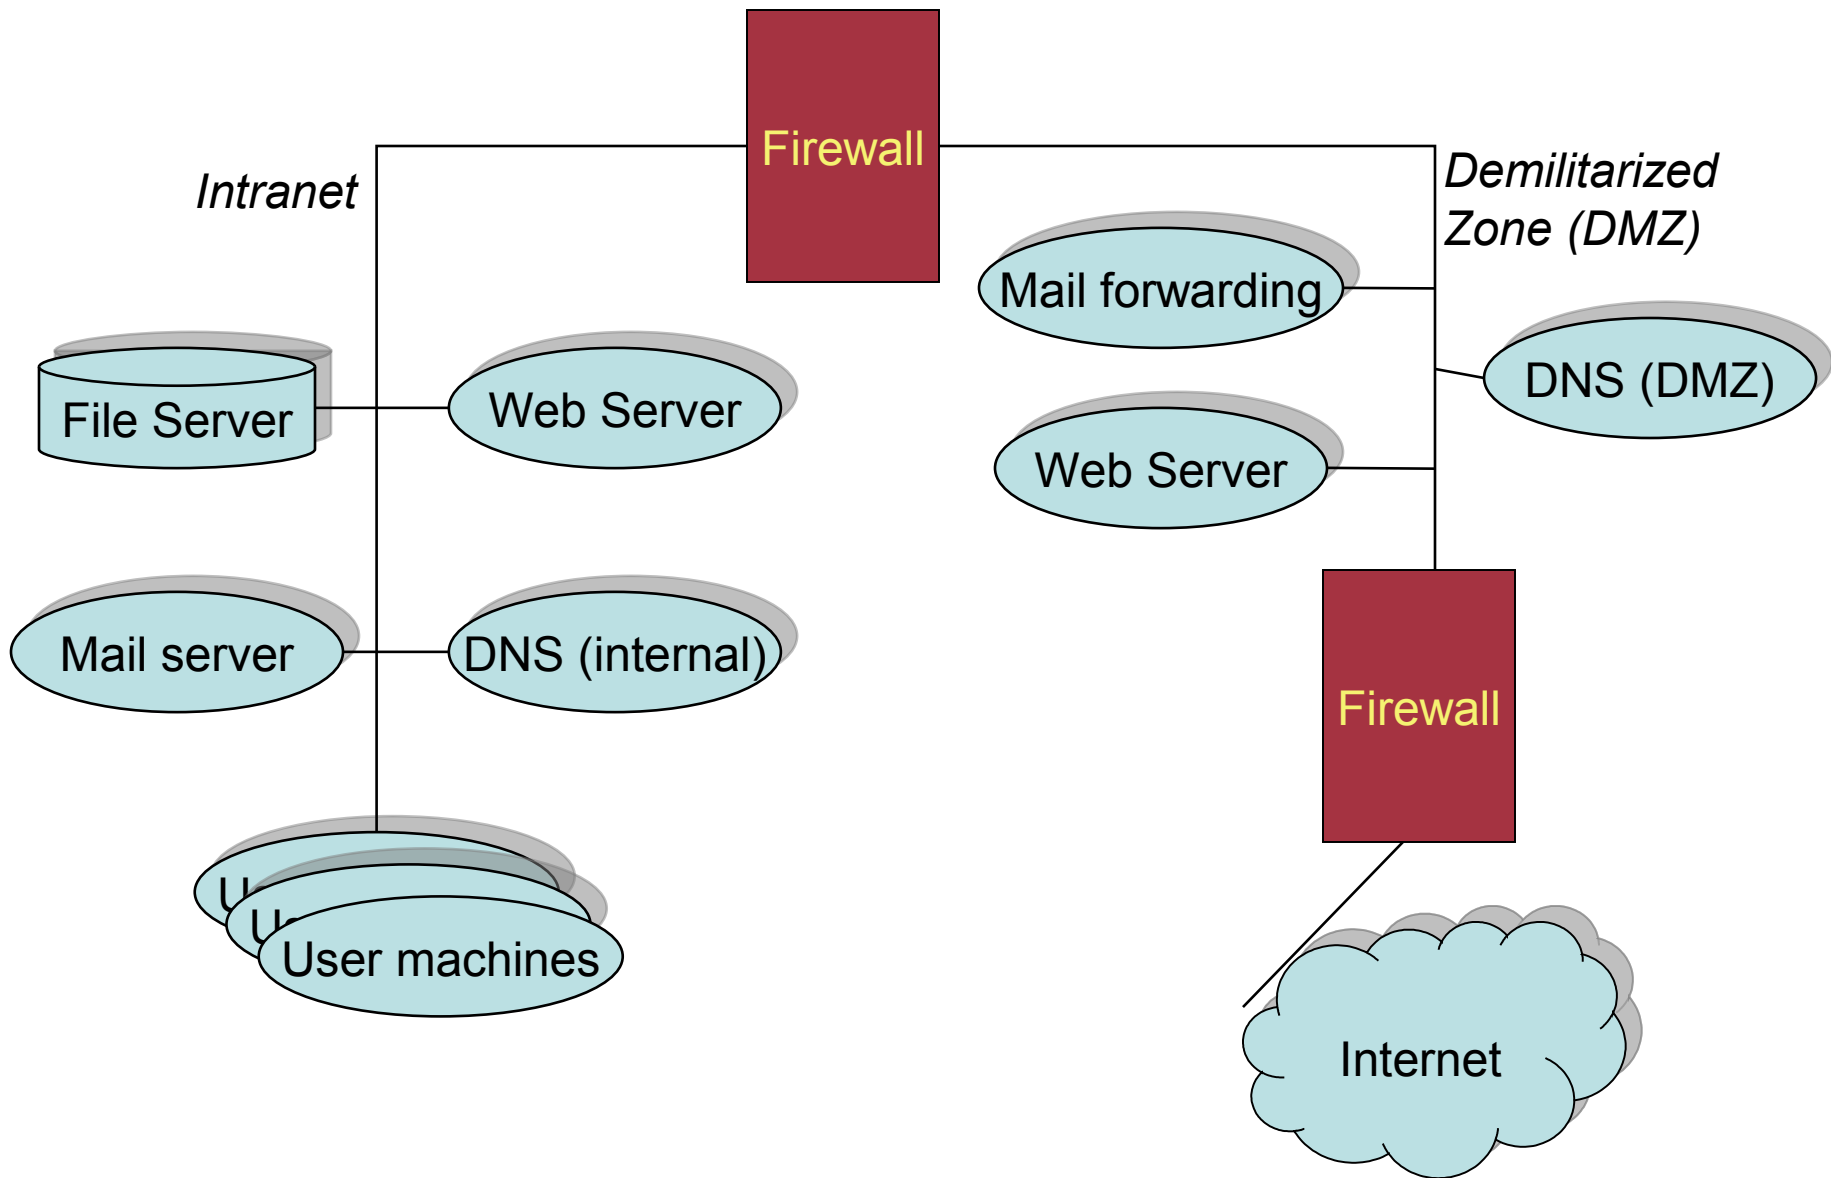 Firewall
Intranet
Demilitarized
Zone (DMZ)
Mail forwarding
DNS (DMZ)
File Server
Web Server
Web Server
Mail server
DNS (internal)
Firewall
User machines
Internet